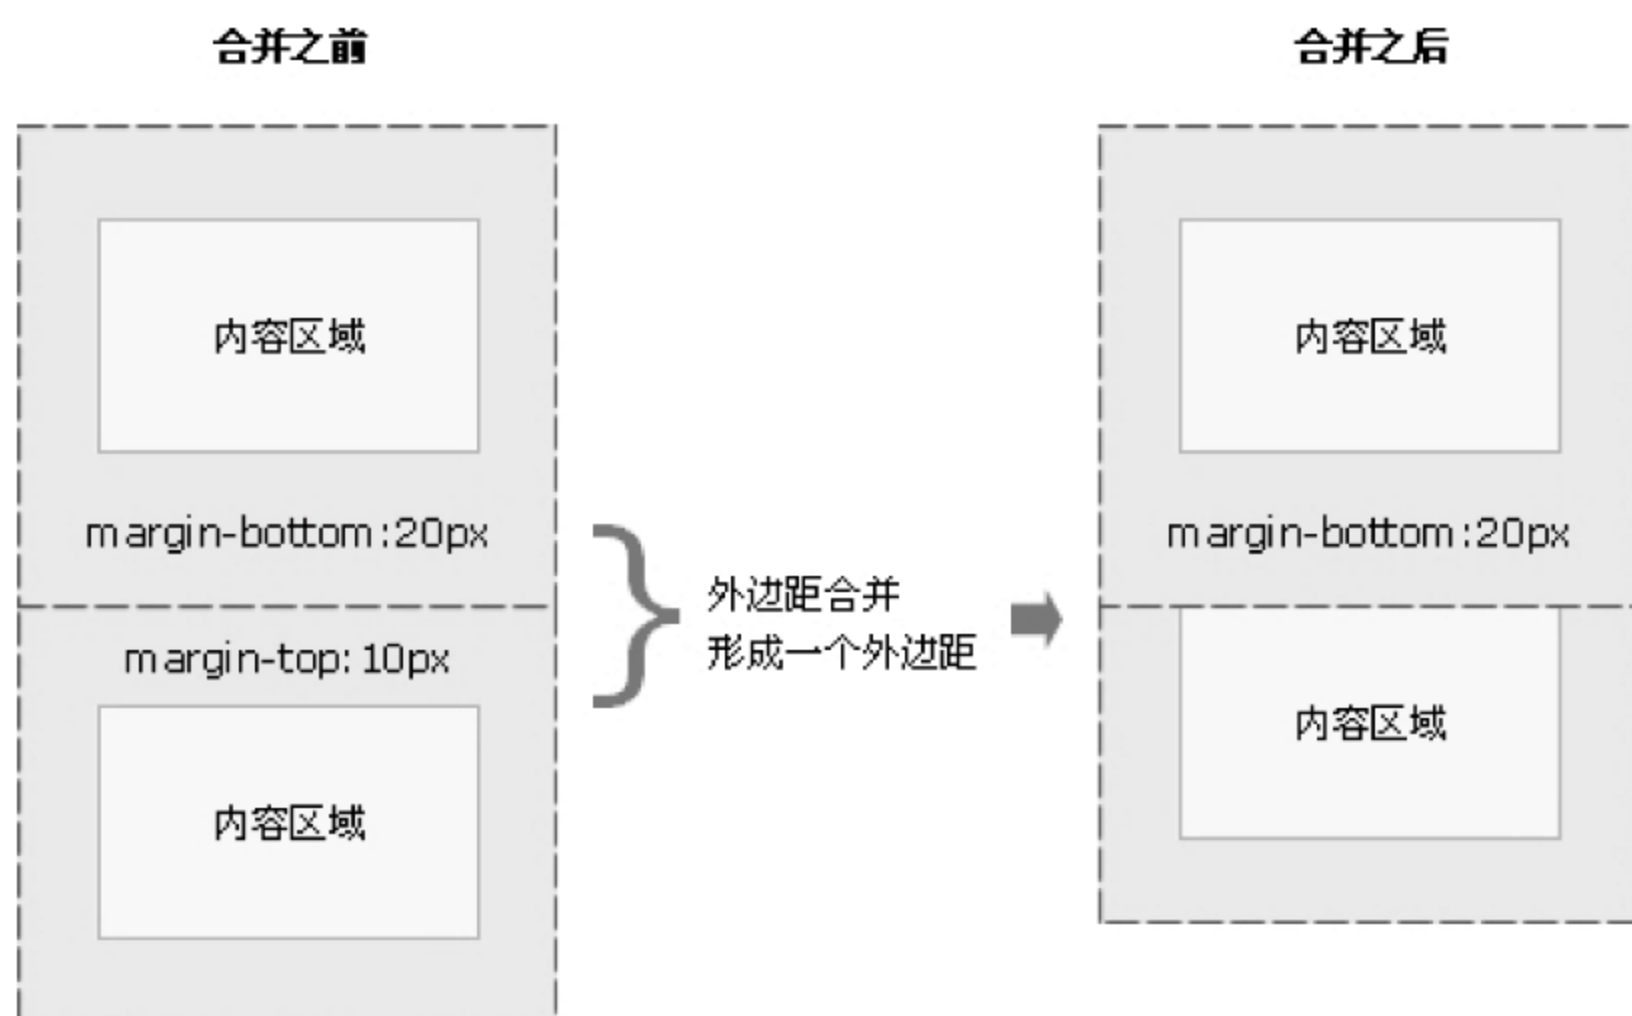 合并之前
合并之后
内容区域
margin-bottom:20px
margin-top: 10px
内容区域
外边距合并
形成一个外边距
内容区域
margin-bottom:20px
内容区域